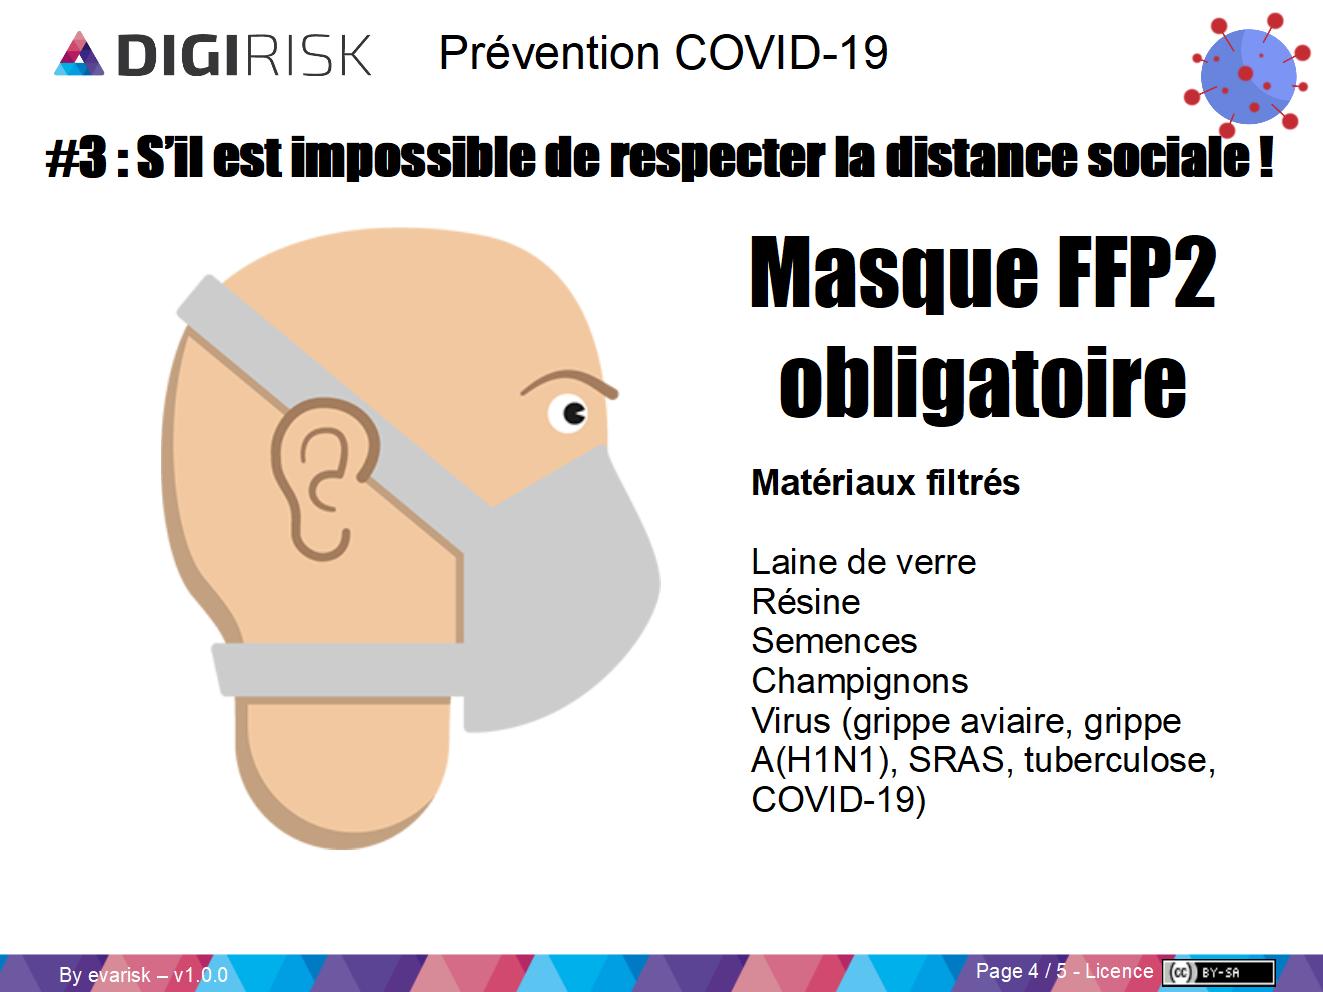 DIGIRISK
Prévention COVID-19
#3 : S’il est impossible de respecter la distance sociale !
Masque FFP2
obligatoire
Matériaux filtrés
Laine de verre
Résine
Semences
Champignons
Virus (grippe aviaire, grippe
A(H1N1), SRAS, tuberculose,
COVID-19)
By evarisk – v1.0.0
Page 4 / 5 - Licence
cc BY-SA